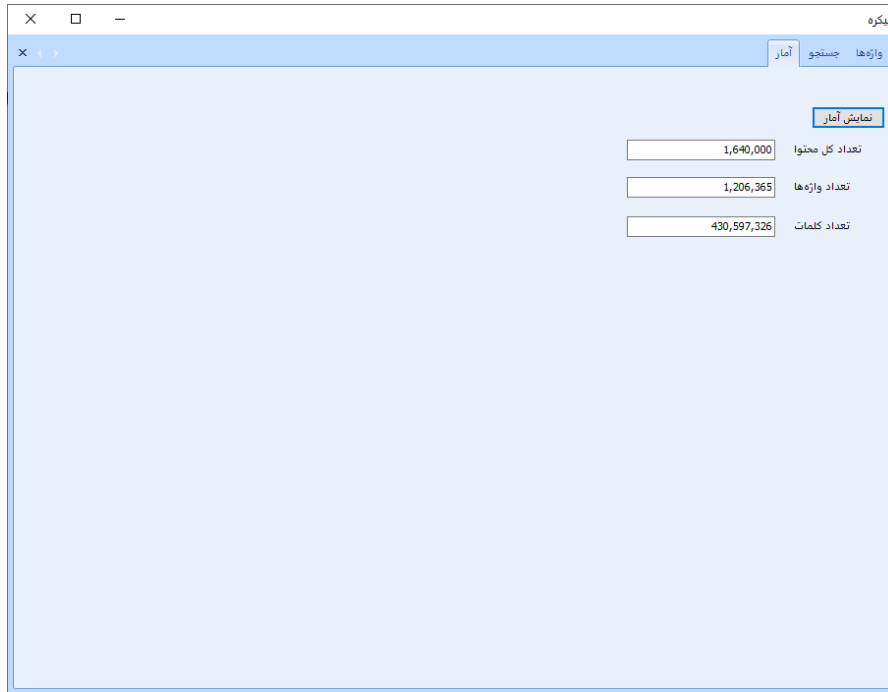 واژه‌ها جستجو آمار
نمایش آمار
تعداد کل محتوا 1,640,000
تعداد واژه‌ها 1,206,365
تعداد کلمات 430,597,326